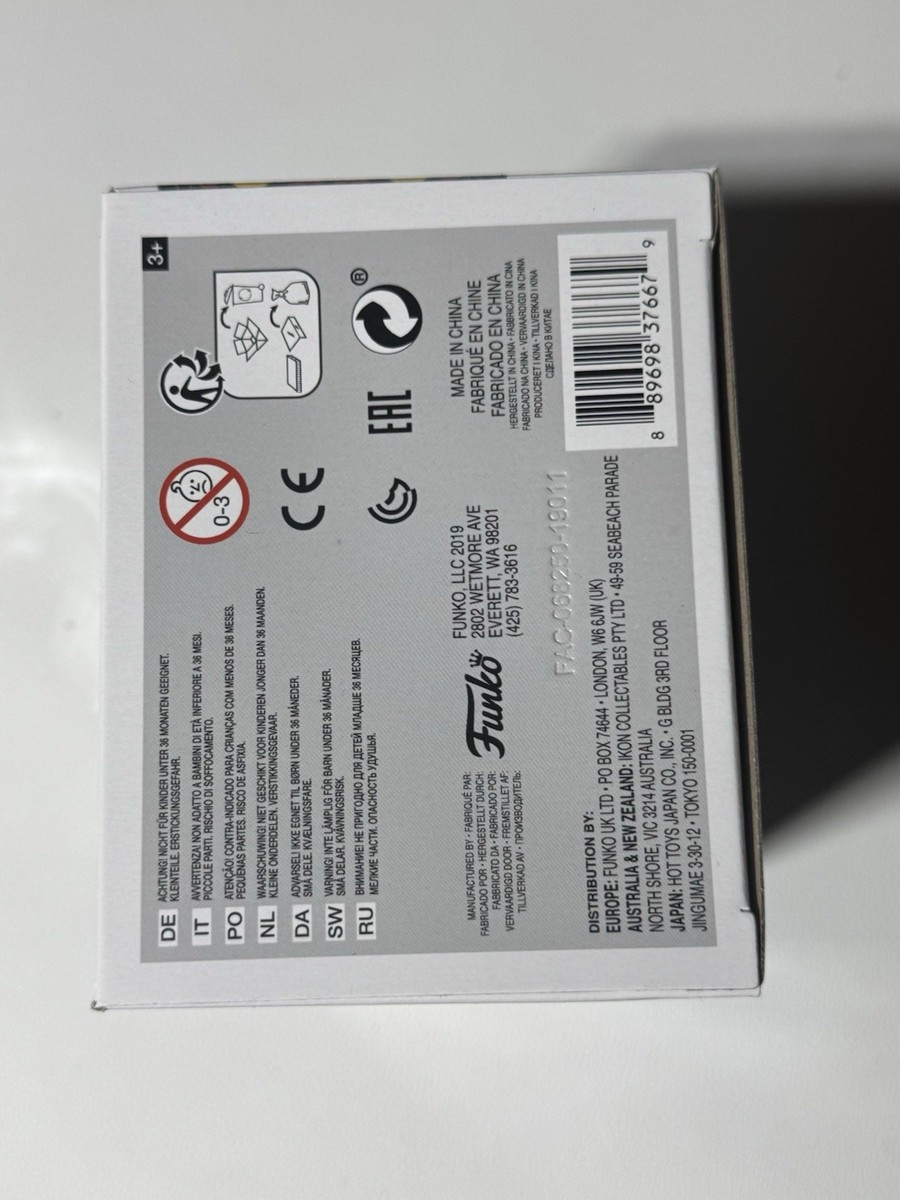 DE ACHTUNG! NICHT FÜR KINDER UNTER 36 MONATEN GEEIGNET.
KLEINTEILE. ERSTICKUNGSGEFAHR.
IT AVVERTENZA! NON ADATTO A BAMBINI DI ETÀ INFERIORE A 36 MESI.
PICCOLE PARTI. RISCHIO DI SOFFOCAMENTO.
PO ATENÇÃO! CONTRA-INDICADO PARA CRIANÇAS COM MENOS DE 36 MESES.
PEQUENAS PARTES. RISCO DE ASFIXIA.
NL WAARSCHUWING! NIET GESCHIKT VOOR KINDEREN JONGER DAN 36 MAANDEN.
KLEINE ONDERDELEN. VERSTIKKINGSGEVAAR.
DA ADVARSEL! IKKE EGNET TIL BØRN UNDER 36 MÅNEDER.
SMÅ DELE. KVÆLNINGSFARE.
SW VARNING! INTE LÄMPLIG FÖR BARN UNDER 36 MÅNADER.
SMÅ DELAR. KVÄVNINGSRISK.
RU ВНИМАНИЕ! НЕ ПРИГОДНО ДЛЯ ДЕТЕЙ МЛАДШЕ 36 МЕСЯЦЕВ.
МЕЛКИЕ ЧАСТИ. ОПАСНОСТЬ УДУШЬЯ.
0-3
3+
CE
EAC
®
MANUFACTURED BY • FABRIQUÉ PAR:
FABRICADO POR • HERGESTELLT DURCH:
FABBRICATO DA • FABRICADO POR:
VERVAARDIGD DOOR • FREMSTILLET AF:
TILLVERKAD AV • ПРОИЗВОДИТЕЛЬ:
Funko
FUNKO, LLC 2019
2802 WETMORE AVE
EVERETT, WA 98201
(425) 783-3616
MADE IN CHINA
FABRIQUÉ EN CHINE
FABRICADO EN CHINA
HERGESTELLT IN CHINA • FABBRICATO IN CINA
FABRICADO NA CHINA • VERVAARDIGD IN CHINA
PRODUCERET I KINA • TILLVERKAD I KINA
СДЕЛАНО В КИТАЕ
FAC-068250-19011
DISTRIBUTION BY:
EUROPE: FUNKO UK LTD • PO BOX 74644 • LONDON, W6 6JW (UK)
AUSTRALIA & NEW ZEALAND: IKON COLLECTABLES PTY LTD • 49-59 SEABEACH PARADE
NORTH SHORE, VIC 3214 AUSTRALIA
JAPAN: HOT TOYS JAPAN CO., INC. • G BLDG 3RD FLOOR
JINGUMAE 3-30-12 • TOKYO 150-0001
8 89698 37667 9